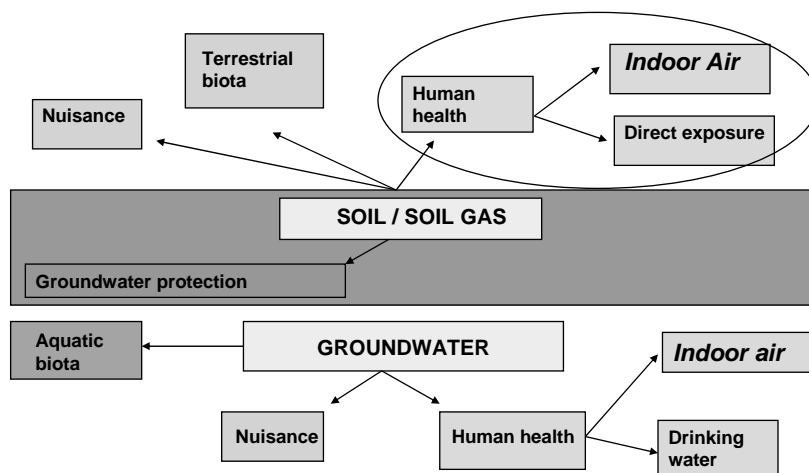 Terrestrial
biota
Nuisance
Human
health
Indoor Air
Direct exposure
SOIL / SOIL GAS
Groundwater protection
Aquatic
biota
GROUNDWATER
Indoor air
Nuisance
Human health
Drinking
water